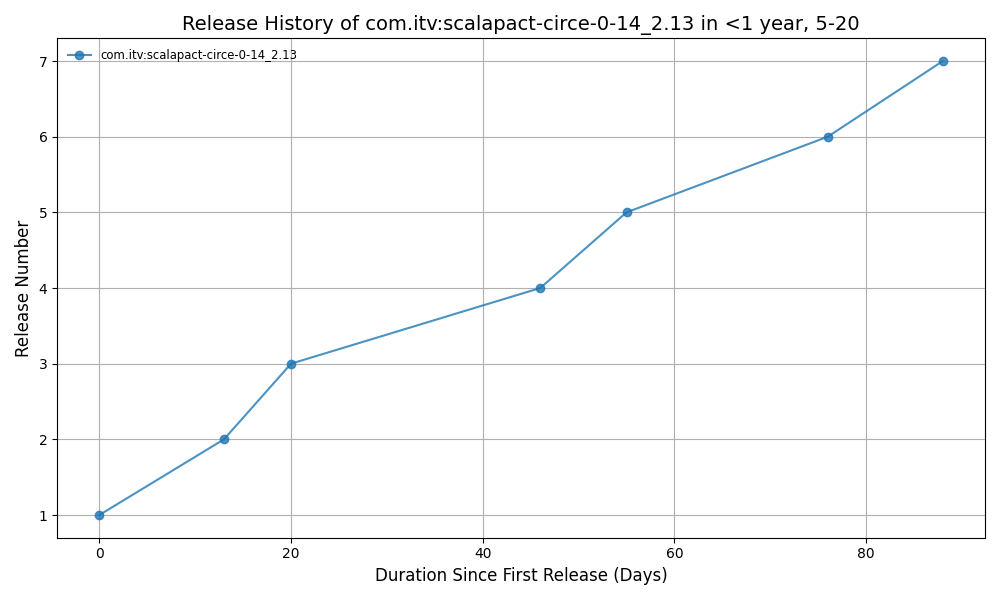 Release History of com.itv:scalapact-circe-0-14_2.13 in <1 year, 5-20
com.itv:scalapact-circe-0-14_2.13
Release Number
7
6
5
4
3
2
1
0 20 40 60 80
Duration Since First Release (Days)